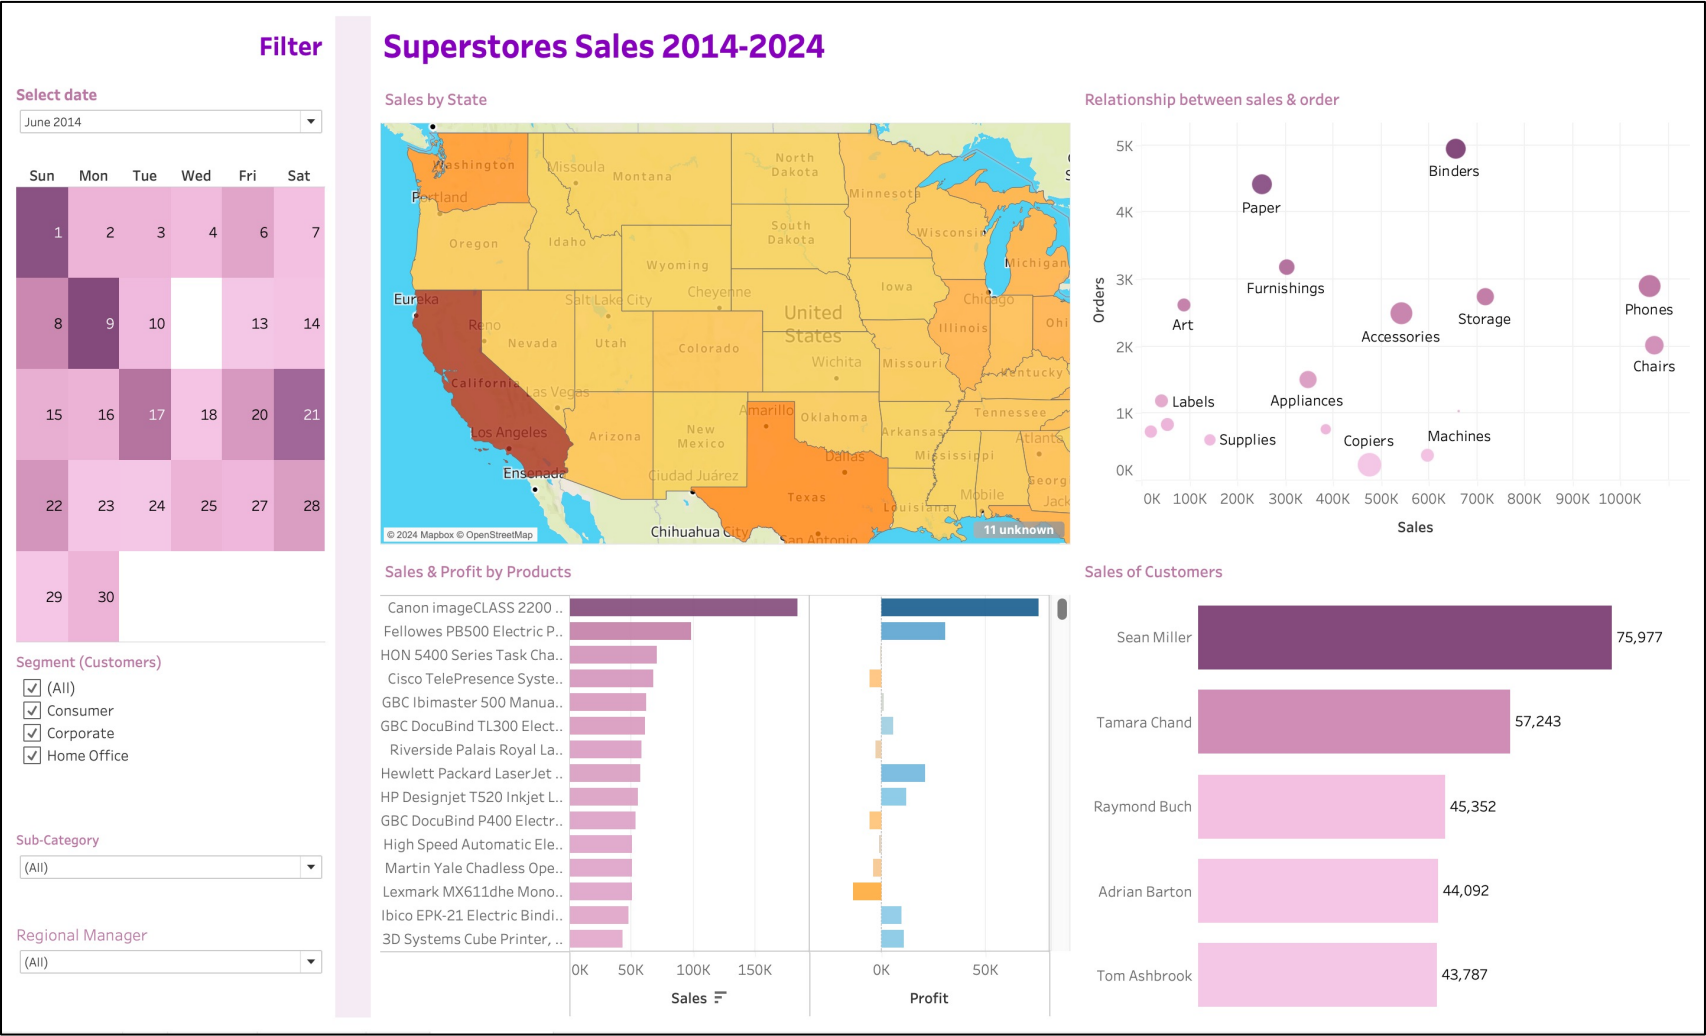 Filter
Select date
June 2014
Sun Mon Tue Wed Fri Sat
1 2 3 4 6 7
8 9 10 13 14
15 16 17 18 20 21
22 23 24 25 27 28
29 30
Segment (Customers)
(All)
Consumer
Corporate
Home Office
Sub-Category
(All)
Regional Manager
(All)
Superstores Sales 2014-2024
Sales by State
Washington
Missoula
Montana
North
Dakota
Minnesota
Portland
Oregon
Idaho
South
Dakota
Wisconsin
Michigan
Wyoming
Iowa
Eureka
Salt Lake City
Cheyenne
Chicago
Reno
Nevada
Utah
Colorado
United
States
Illinois
Ohi
Wichita
Missouri
Kentucky
California
Las Vegas
Amarillo
Oklahoma
Tennessee
Los Angeles
Arizona
New
Mexico
Arkansas
Atlanta
Mississippi
Ensenada
Ciudad Juárez
Dallas
Texas
Georg
Mobile
Jack
Louisiana
Chihuahua City
San Antonio
© 2024 Mapbox © OpenStreetMap
11 unknown
Relationship between sales & order
Orders
5K
4K
3K
2K
1K
0K
Binders
Paper
Furnishings
Art
Phones
Storage
Accessories
Chairs
Appliances
Labels
Supplies
Copiers
Machines
0K 100K 200K 300K 400K 500K 600K 700K 800K 900K 1000K
Sales
Sales & Profit by Products
Canon imageCLASS 2200 ..
Fellowes PB500 Electric P..
HON 5400 Series Task Cha..
Cisco TelePresence Syste..
GBC Ibimaster 500 Manua..
GBC DocuBind TL300 Elect..
Riverside Palais Royal La..
Hewlett Packard LaserJet ..
HP Designjet T520 Inkjet L..
GBC DocuBind P400 Electr..
High Speed Automatic Ele..
Martin Yale Chadless Ope..
Lexmark MX611dhe Mono..
Ibico EPK-21 Electric Bindi..
3D Systems Cube Printer, ..
0K 50K 100K 150K 0K 50K
Sales Profit
Sales of Customers
Sean Miller 75,977
Tamara Chand 57,243
Raymond Buch 45,352
Adrian Barton 44,092
Tom Ashbrook 43,787